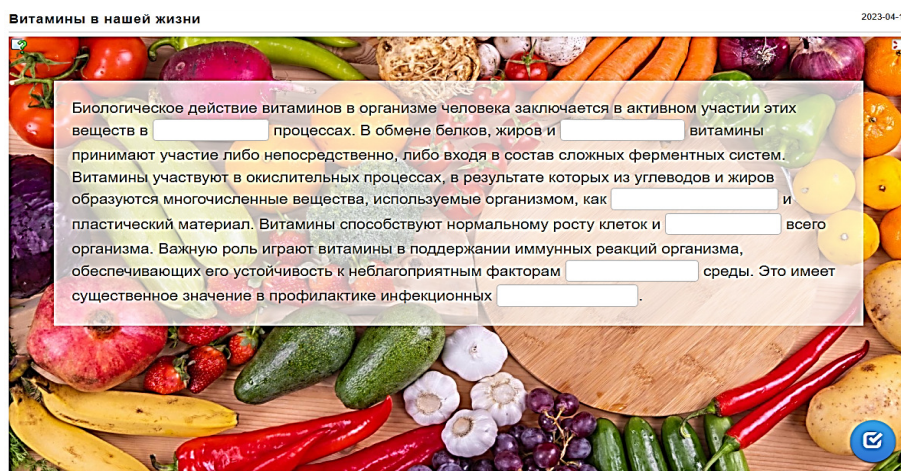 Витамины в нашей жизни
2023-04-
Биологическое действие витаминов в организме человека заключается в активном участии этих
веществ в процессах. В обмене белков, жиров и витамины
принимают участие либо непосредственно, либо входя в состав сложных ферментных систем.
Витамины участвуют в окислительных процессах, в результате которых из углеводов и жиров
образуются многочисленные вещества, используемые организмом, как и
пластический материал. Витамины способствуют нормальному росту клеток и всего
организма. Важную роль играют витамины в поддержании иммунных реакций организма,
обеспечивающих его устойчивость к неблагоприятным факторам среды. Это имеет
существенное значение в профилактике инфекционных .